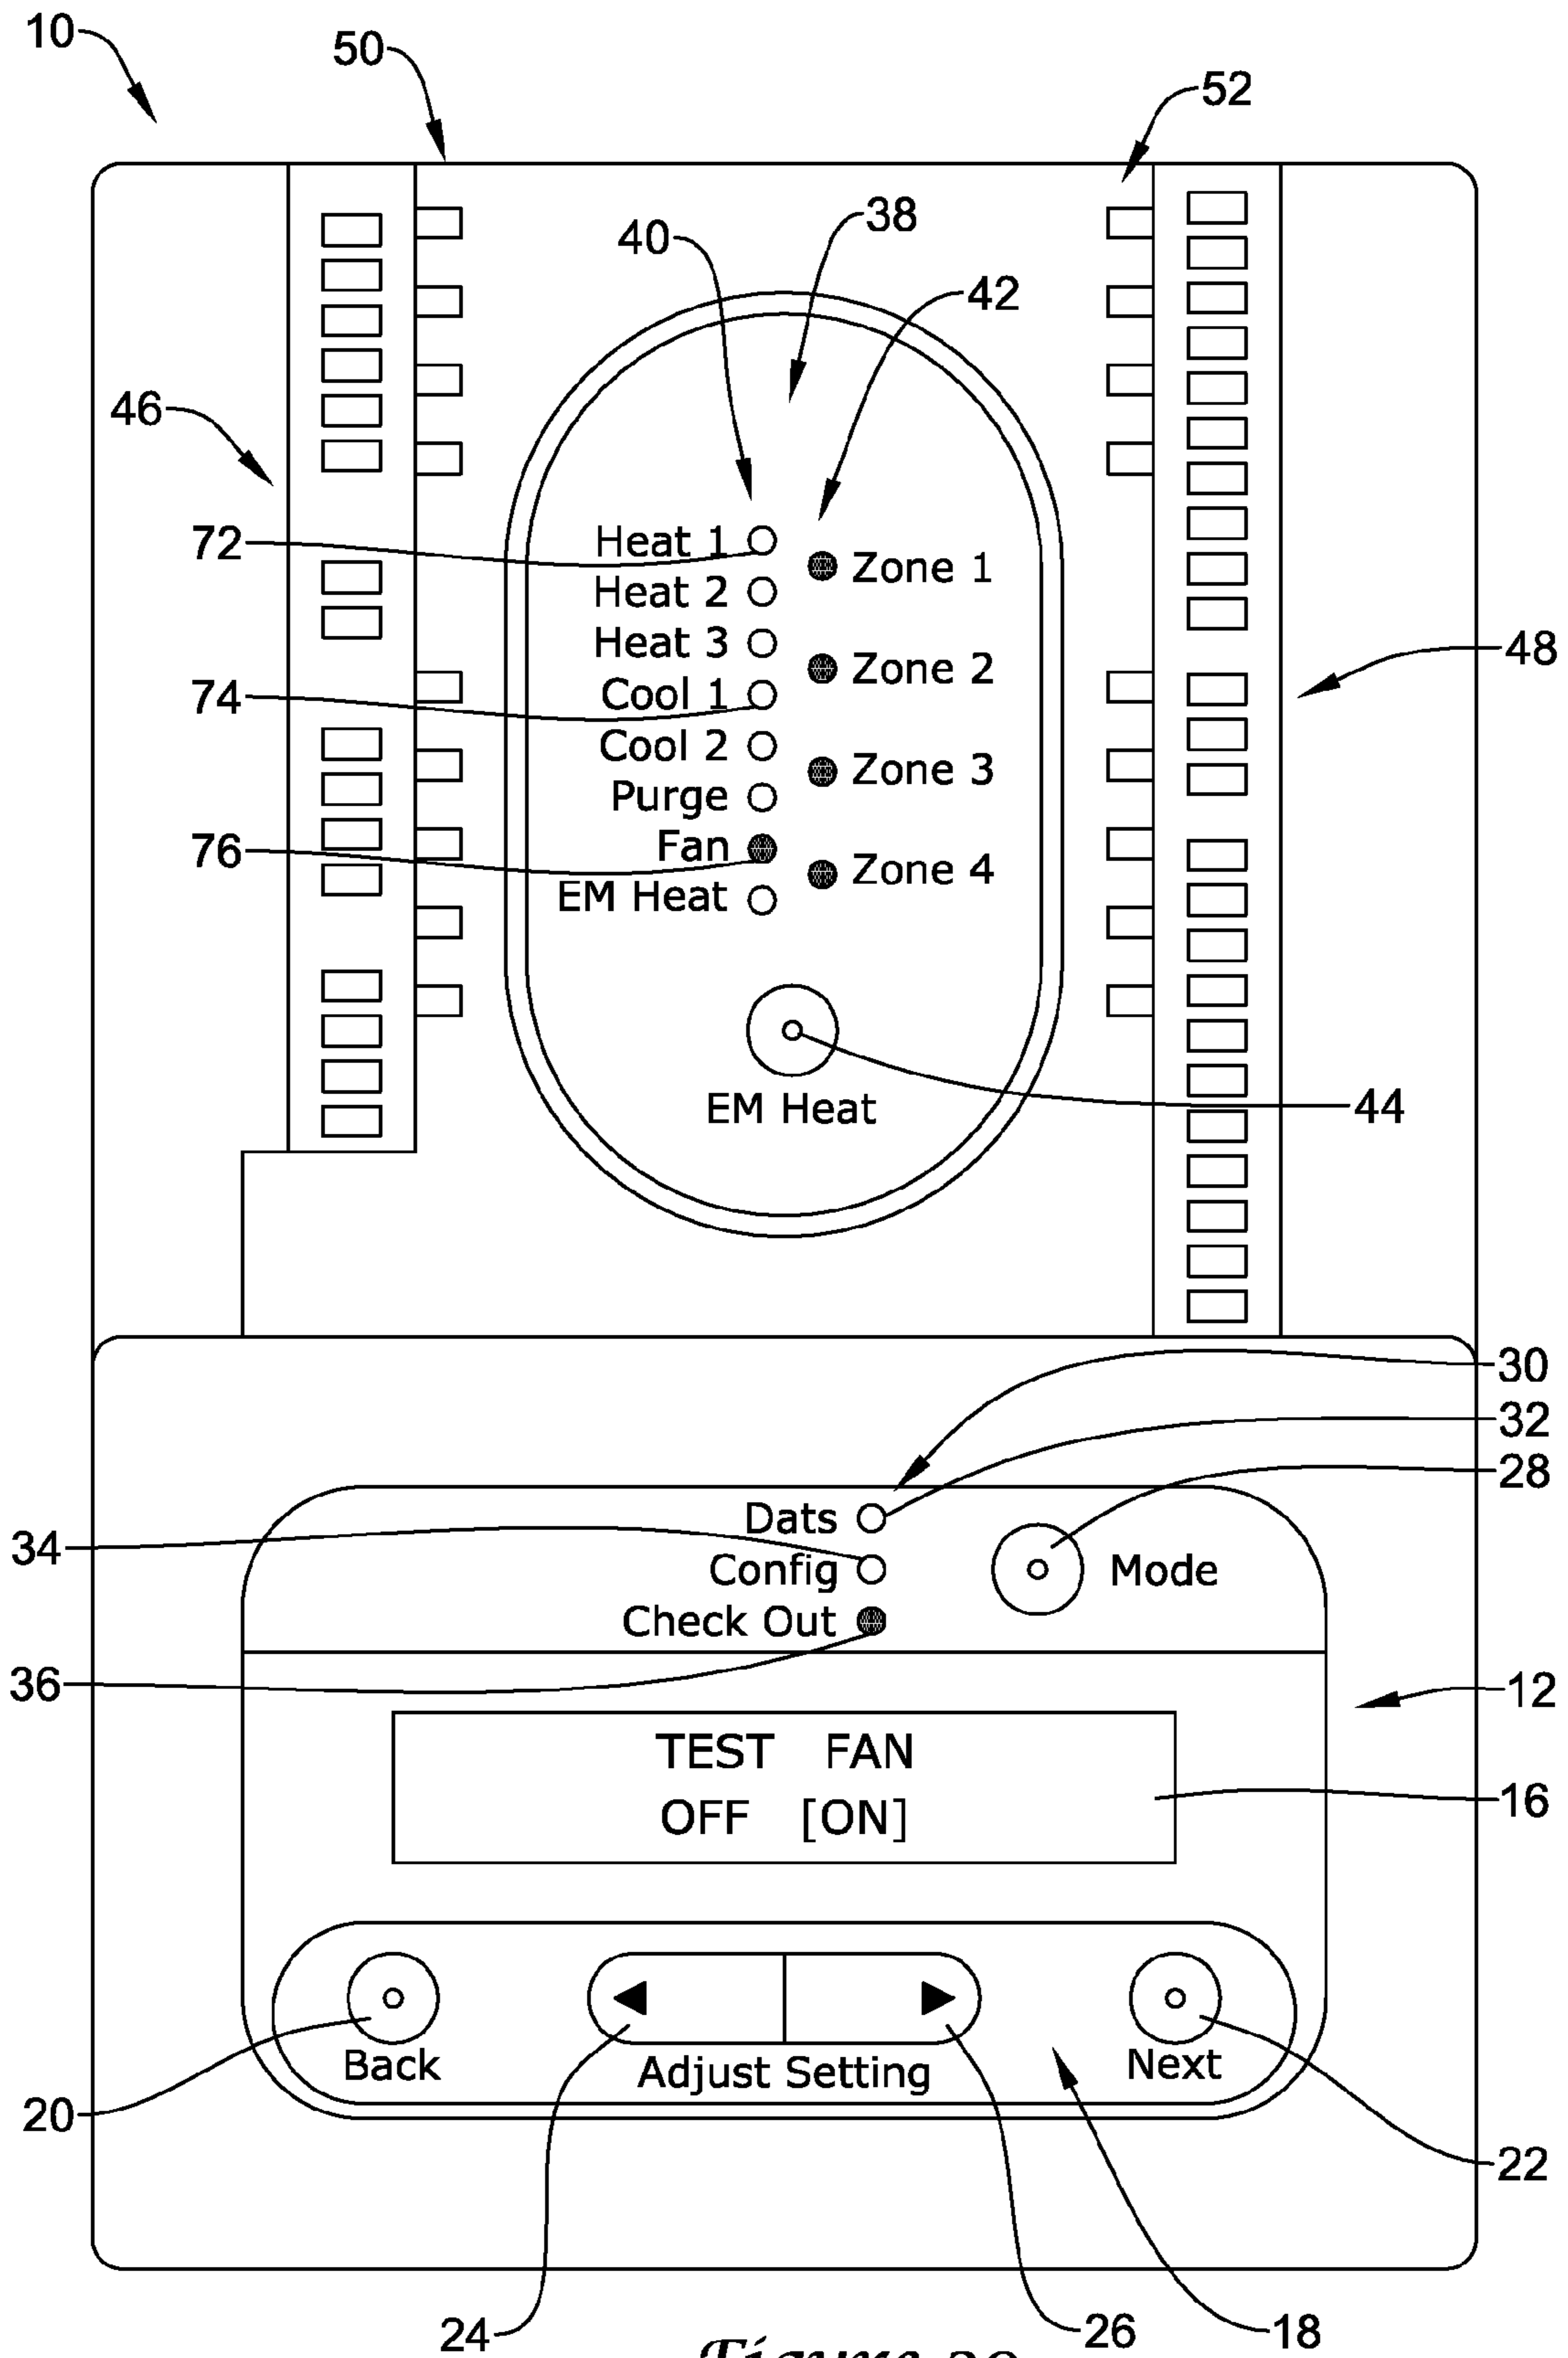 10
50
52
38
40
42
46
72
Heat 1
Zone 1
Heat 2
Heat 3
Zone 2
48
74
Cool 1
Cool 2
Zone 3
Purge
76
Fan
Zone 4
EM Heat
44
EM Heat
30
32
28
Dats
34
Config
Mode
Check Out
36
12
TEST FAN
16
OFF [ON]
Back
Adjust Setting
Next
20
22
24
26
18
Figure